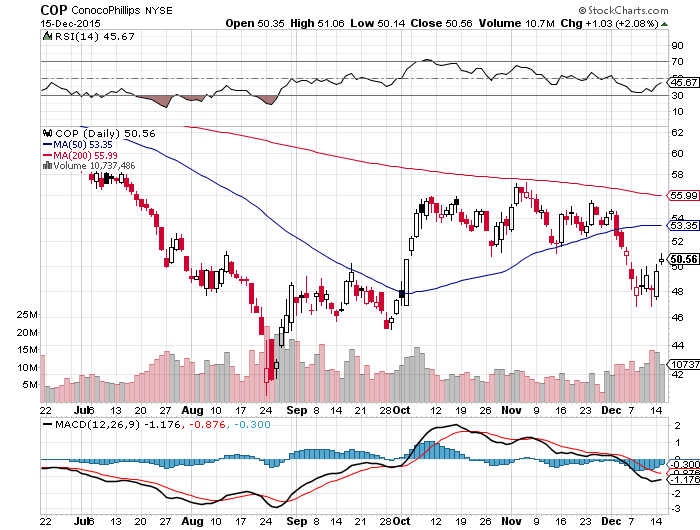 COP ConocoPhillips NYSE © StockCharts.com
15-Dec-2015 Open 50.35 High 51.06 Low 50.14 Close 50.56 Volume 10.7M Chg +1.03 (+2.08%)
RSI(14) 45.67
90
70
50
45.67
30
10
COP (Daily) 50.56
MA(50) 53.35
MA(200) 55.99
Volume 10,737,486
62
60
58
55.99
54
53.35
52
50.56
50
48
46
44
42
25M
20M
15M
10M
5M
10737
22 Jul 6 13 20 27 Aug 10 17 24 Sep 8 14 21 28 Oct 12 19 26 Nov 9 16 23 Dec 7 14
MACD(12,26,9) -1.176, -0.876, -0.300
2
1
0
-0.300
-0.876
-1.176
-2
-3
22 Jul 6 13 20 27 Aug 10 17 24 Sep 8 14 21 28 Oct 12 19 26 Nov 9 16 23 Dec 7 14